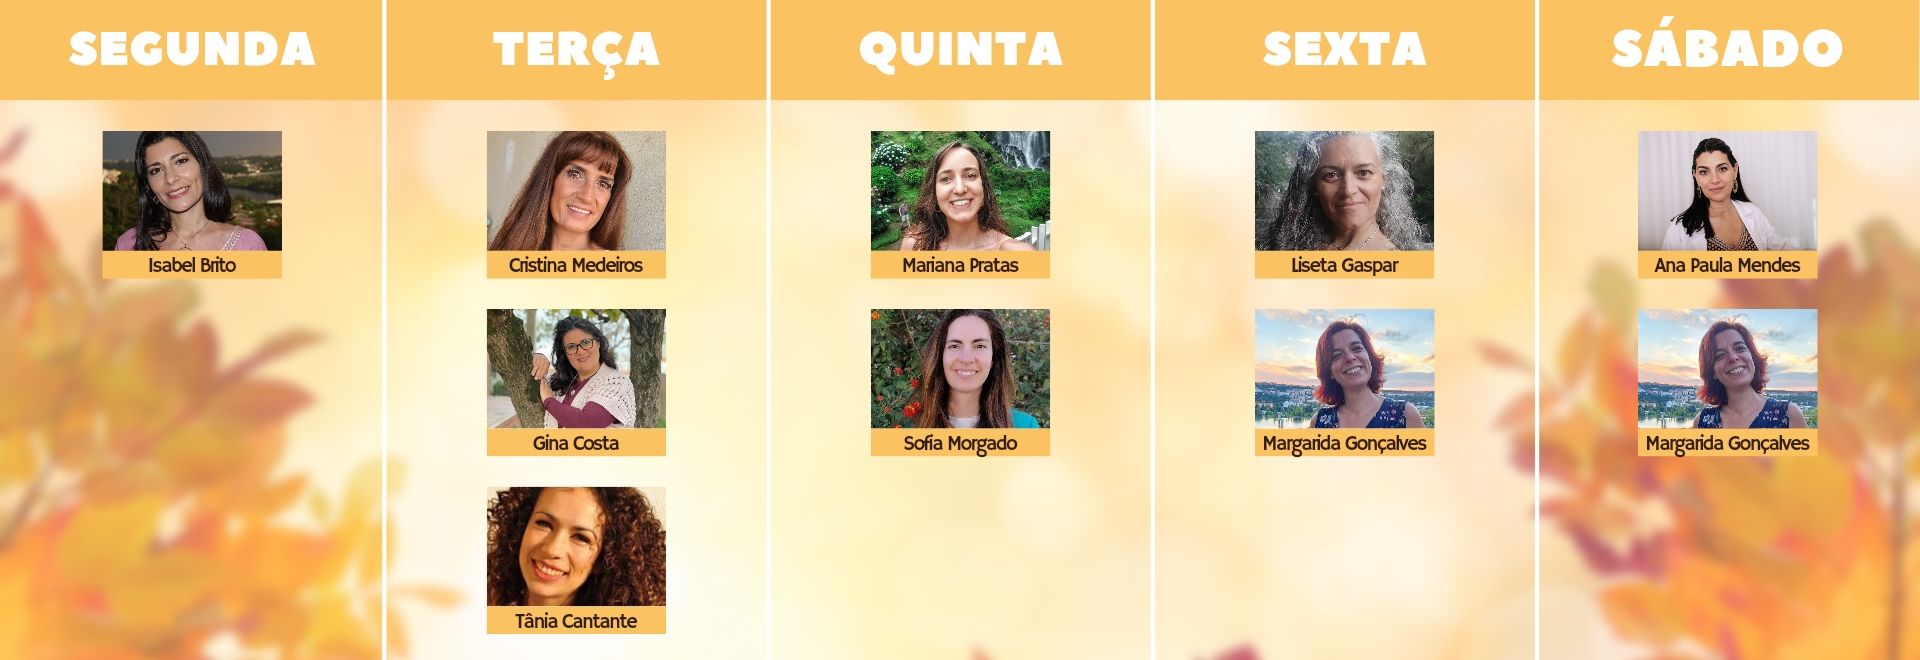 SEGUNDA
Isabel Brito
TERÇA
Cristina Medeiros
Gina Costa
Tânia Cantante
QUINTA
Mariana Pratas
Sofia Morgado
SEXTA
Liseta Gaspar
Margarida Gonçalves
SÁBADO
Ana Paula Mendes
Margarida Gonçalves